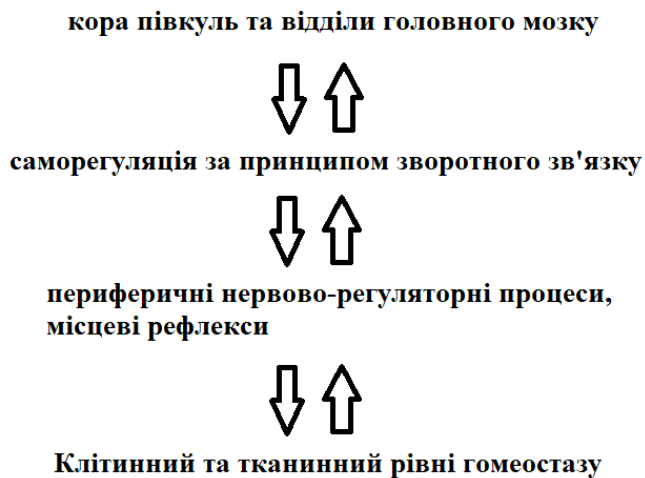 кора півкуль та відділи головного мозку
саморегуляція за принципом зворотного зв'язку
периферичні нервово-регуляторні процеси,
місцеві рефлекси
Клітинний та тканинний рівні гомеостазу